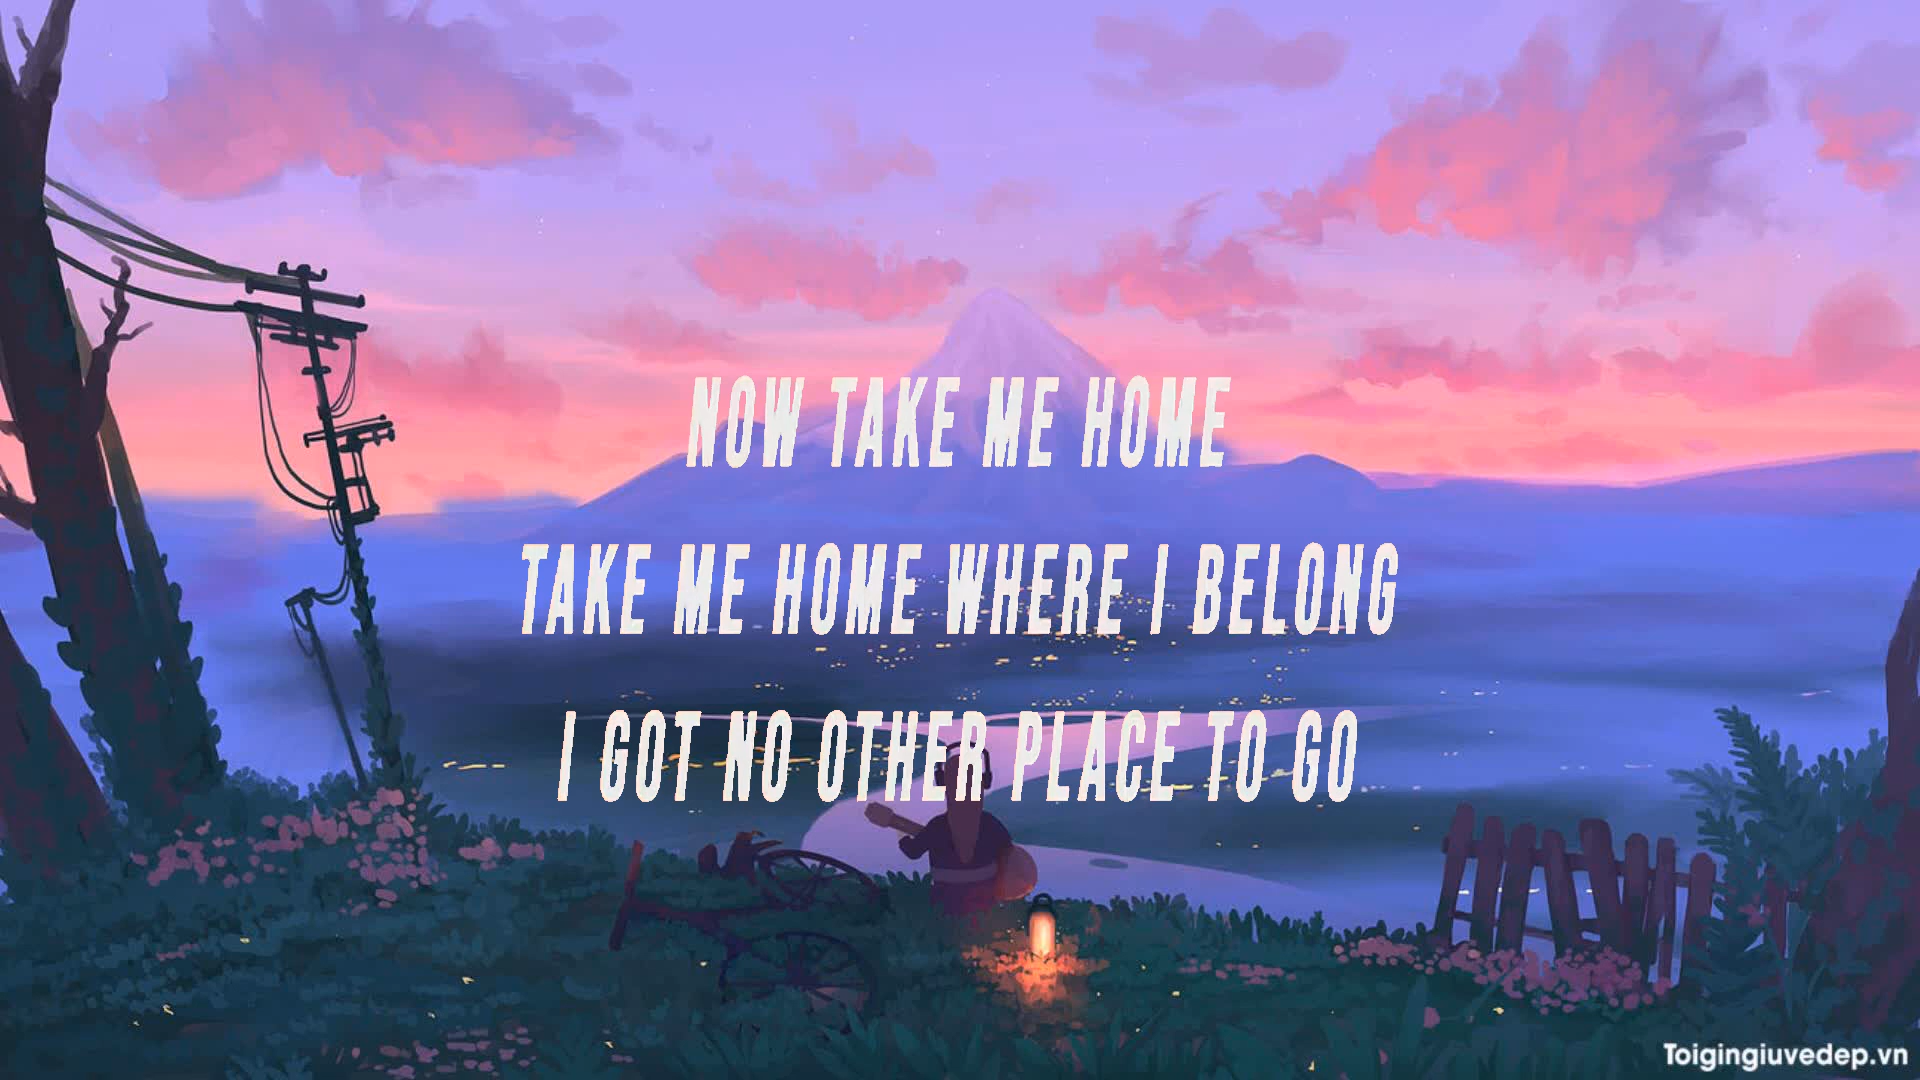 NOW TAKE ME HOME
TAKE ME HOME WHERE I BELONG
I GOT NO OTHER PLACE TO GO
Toigingiuvedep.vn